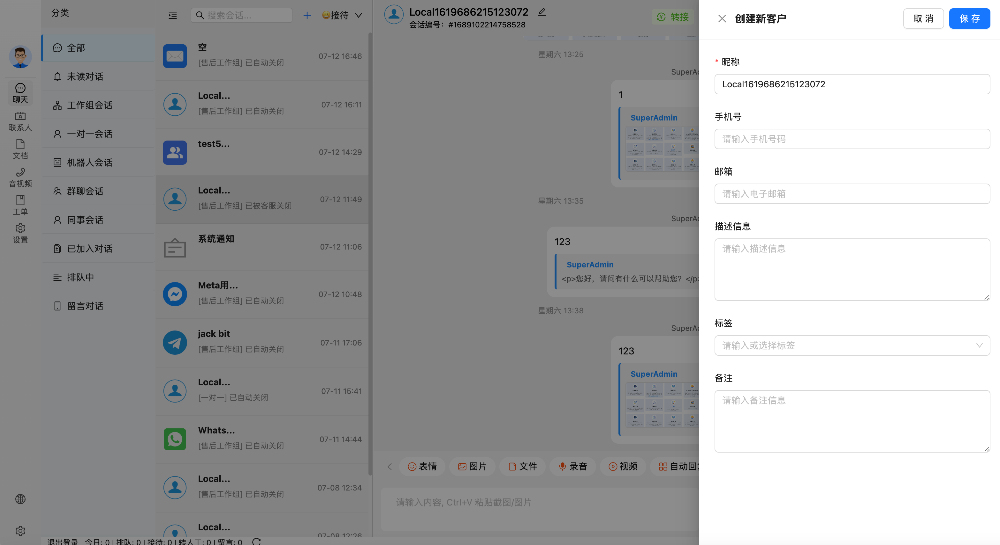 聊天
联系人
文档
音视频
工单
设置
分类
全部
未读对话
工作组会话
一对一会话
机器人会话
群聊会话
同事会话
已加入对话
排队中
留言对话
搜索会话...
接待
空
07-12 16:46
[售后工作组] 已自动关闭
Local...
07-12 16:11
[售后工作组] 已自动关闭
test5...
07-12 14:29
Local...
07-12 11:49
[售后工作组] 已被客服关闭
系统通知
07-12 11:06
Meta用...
07-12 10:48
[售后工作组] 已自动关闭
jack bit
07-11 17:06
[售后工作组] 已自动关闭
Local...
07-11 15:41
[一对一] 已自动关闭
Whats...
07-11 14:44
[售后工作组] 已自动关闭
Local...
07-08 12:34
[售后工作组] 已自动关闭
Local...
07-08 12:26
退出登录 今日: 0 | 排队: 0 | 接待: 0 | 转人工: 0 | 留言: 0
Local1619686215123072
会话编号：#1689102214758528
转接
星期六 13:25
SuperAd
1
SuperAdmin
星期六 13:35
SuperAd
123
SuperAdmin
<p>您好，请问有什么可以帮助您？</p>
星期六 13:38
SuperAd
123
SuperAdmin
表情
图片
文件
录音
视频
自动回复
请输入内容, Ctrl+V 粘贴截图/图片
创建新客户
取 消
保 存
* 昵称
Local1619686215123072
手机号
请输入手机号码
邮箱
请输入电子邮箱
描述信息
请输入描述信息
标签
请输入或选择标签
备注
请输入备注信息